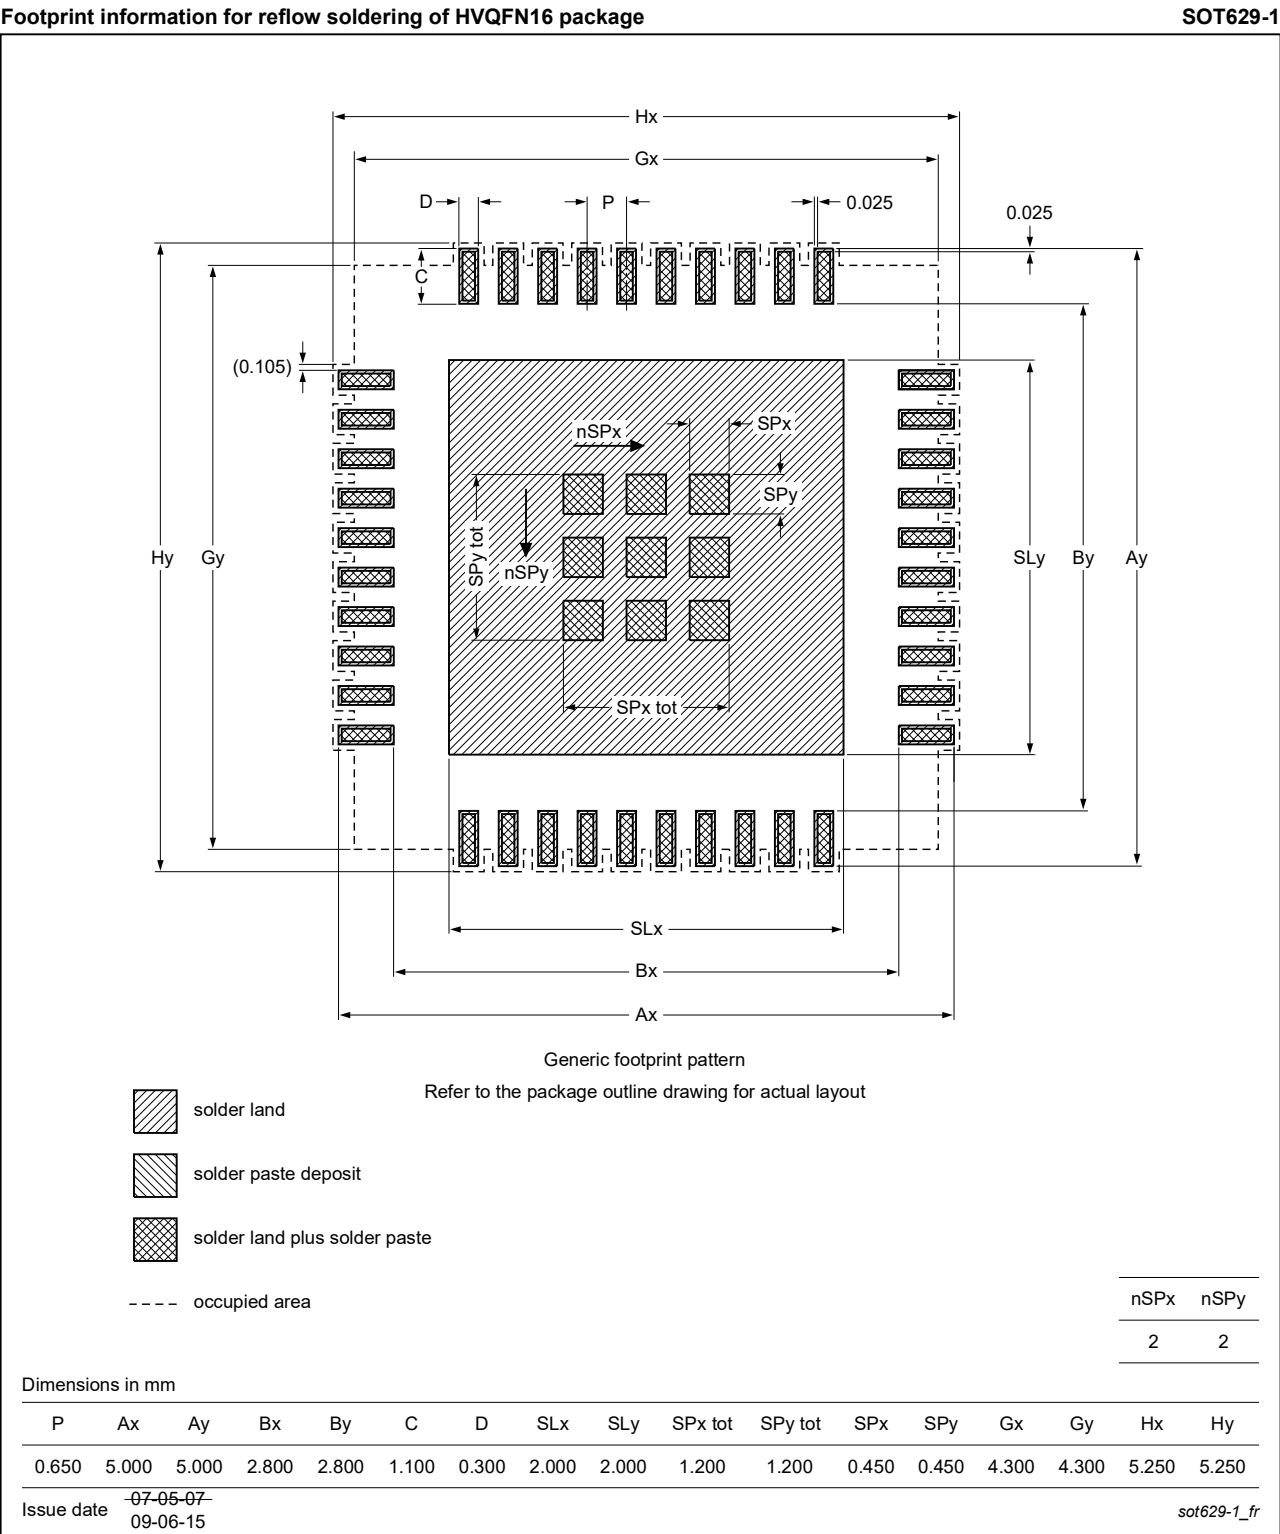 Footprint information for reflow soldering of HVQFN16 package SOT629-1
Hx
Gx
D P 0.025
0.025
C
(0.105)
nSPx SPx
SPy
SPy tot
nSPy
Hy Gy SLy By Ay
SPx tot
SLx
Bx
Ax
Generic footprint pattern
Refer to the package outline drawing for actual layout
solder land
solder paste deposit
solder land plus solder paste
occupied area
nSPx nSPy
2 2
Dimensions in mm
P Ax Ay Bx By C D SLx SLy SPx tot SPy tot SPx SPy Gx Gy Hx Hy
0.650 5.000 5.000 2.800 2.800 1.100 0.300 2.000 2.000 1.200 1.200 0.450 0.450 4.300 4.300 5.250 5.250
Issue date 07-05-07
09-06-15
sot629-1_fr